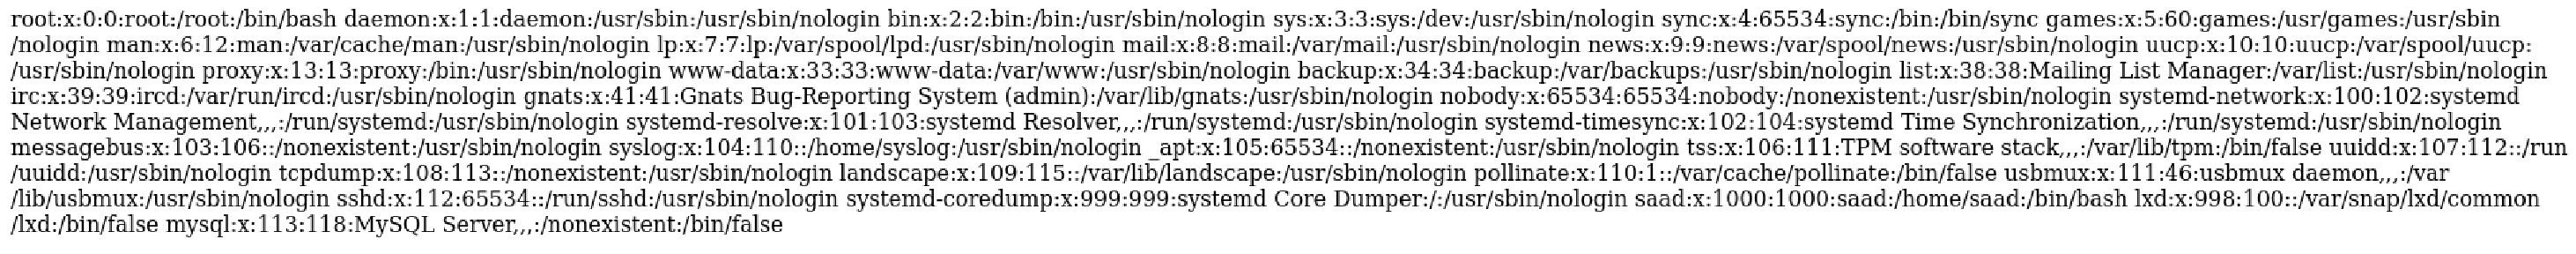 root:x:0:0:root:/root:/bin/bash daemon:x:1:1:daemon:/usr/sbin:/usr/sbin/nologin bin:x:2:2:bin:/bin:/usr/sbin/nologin sys:x:3:3:sys:/dev:/usr/sbin/nologin sync:x:4:65534:sync:/bin:/bin/sync games:x:5:60:games:/usr/games:/usr/sbin
/nologin man:x:6:12:man:/var/cache/man:/usr/sbin/nologin lp:x:7:7:lp:/var/spool/lpd:/usr/sbin/nologin mail:x:8:8:mail:/var/mail:/usr/sbin/nologin news:x:9:9:news:/var/spool/news:/usr/sbin/nologin uucp:x:10:10:uucp:/var/spool/uucp:
/usr/sbin/nologin proxy:x:13:13:proxy:/bin:/usr/sbin/nologin www-data:x:33:33:www-data:/var/www:/usr/sbin/nologin backup:x:34:34:backup:/var/backups:/usr/sbin/nologin list:x:38:38:Mailing List Manager:/var/list:/usr/sbin/nologin
irc:x:39:39:ircd:/var/run/ircd:/usr/sbin/nologin gnats:x:41:41:Gnats Bug-Reporting System (admin):/var/lib/gnats:/usr/sbin/nologin nobody:x:65534:65534:nobody:/nonexistent:/usr/sbin/nologin systemd-network:x:100:102:systemd
Network Management,,,:/run/systemd:/usr/sbin/nologin systemd-resolve:x:101:103:systemd Resolver,,,:/run/systemd:/usr/sbin/nologin systemd-timesync:x:102:104:systemd Time Synchronization,,,:/run/systemd:/usr/sbin/nologin
messagebus:x:103:106::/nonexistent:/usr/sbin/nologin syslog:x:104:110::/home/syslog:/usr/sbin/nologin _apt:x:105:65534::/nonexistent:/usr/sbin/nologin tss:x:106:111:TPM software stack,,,:/var/lib/tpm:/bin/false uuidd:x:107:112::/run
/uuidd:/usr/sbin/nologin tcpdump:x:108:113::/nonexistent:/usr/sbin/nologin landscape:x:109:115::/var/lib/landscape:/usr/sbin/nologin pollinate:x:110:1::/var/cache/pollinate:/bin/false usbmux:x:111:46:usbmux daemon,,,:/var
/lib/usbmux:/usr/sbin/nologin sshd:x:112:65534::/run/sshd:/usr/sbin/nologin systemd-coredump:x:999:999:systemd Core Dumper:/:/usr/sbin/nologin saad:x:1000:1000:saad:/home/saad:/bin/bash lxd:x:998:100::/var/snap/lxd/common
/lxd:/bin/false mysql:x:113:118:MySQL Server,,,:/nonexistent:/bin/false